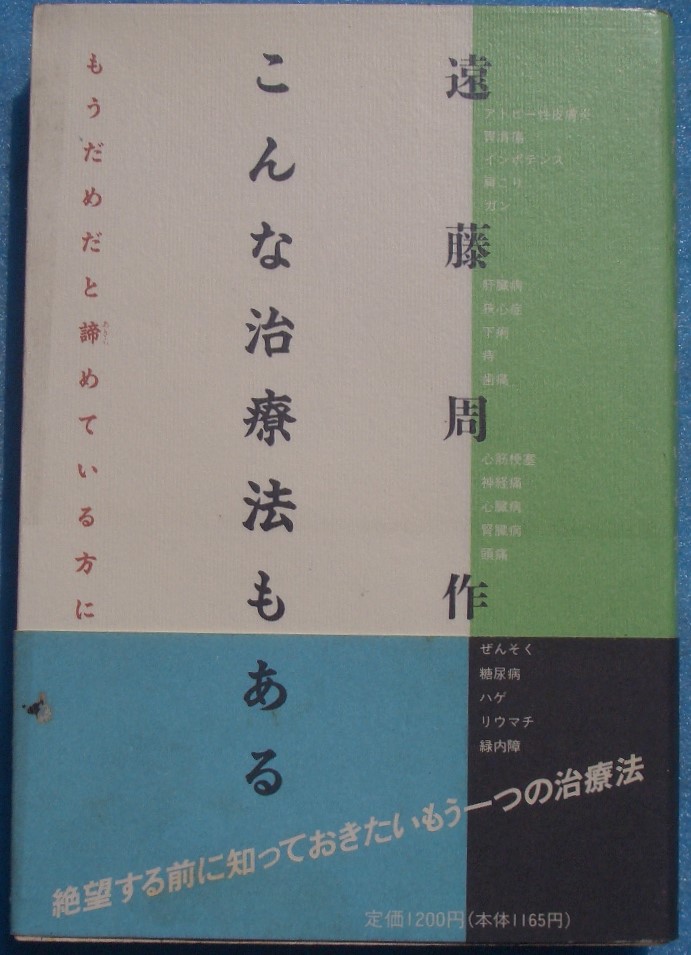 遠藤周作
こんな治療法もある
もうだめだと諦めている方に
あきら
アトピー性皮膚炎
胃潰瘍
インポテンス
肩こり
ガン
肝臓病
狭心症
下痢
痔
歯痛
心筋梗塞
神経痛
心臓病
腎臓病
頭痛
ぜんそく
糖尿病
ハゲ
リウマチ
緑内障
絶望する前に知っておきたいもう一つの治療法
定価1200円(本体1165円)